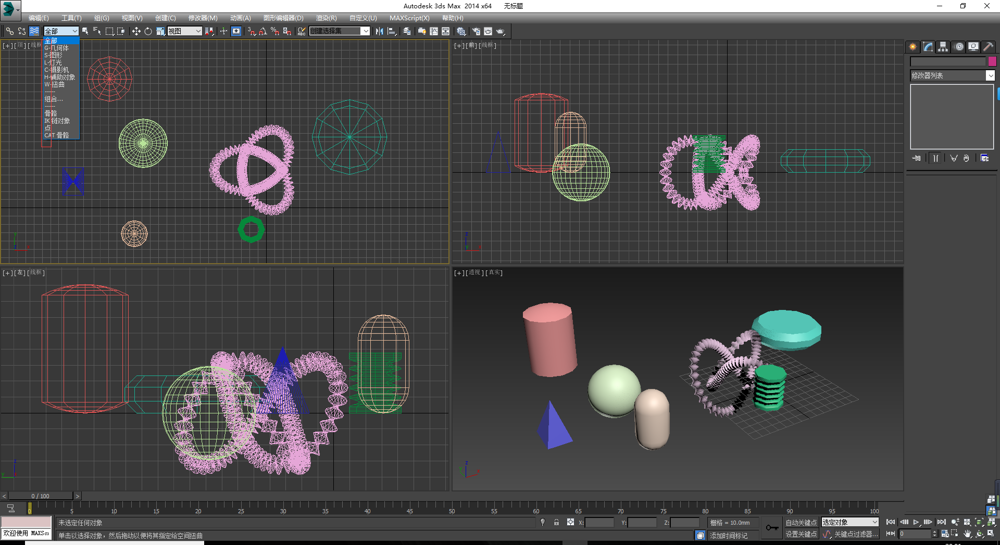 Autodesk 3ds Max 2014 x64 无标题
编辑(E) 工具(T) 组(G) 视图(V) 创建(C) 修改器(M) 动画(A) 图形编辑器(D) 渲染(R) 自定义(U) MAXScript(X) 帮助(H)
全部 视图 创建选择集
全部
G-几何体
S-图形
L-灯光
C-摄影机
H-辅助对象
W-扭曲
-----
组合...
-----
骨骼
IK 链对象
点
CAT 骨骼
[+][顶][线框
[+][前][线框]
修改器列表
[+][左][线框]
[+][透视][真实]
< 0 / 100 >
0 5 10 15 20 25 30 35 40 45 50 55 60 65 70 75 80 85 90 95 100
未选定任何对象 X: Y: Z: 栅格 = 10.0mm 自动关键点 选定对象
欢迎使用 MAXScr 单击以选择对象，然后拖动以便将其指定给空间扭曲 添加时间标记 设置关键点 关键点过滤器... 0